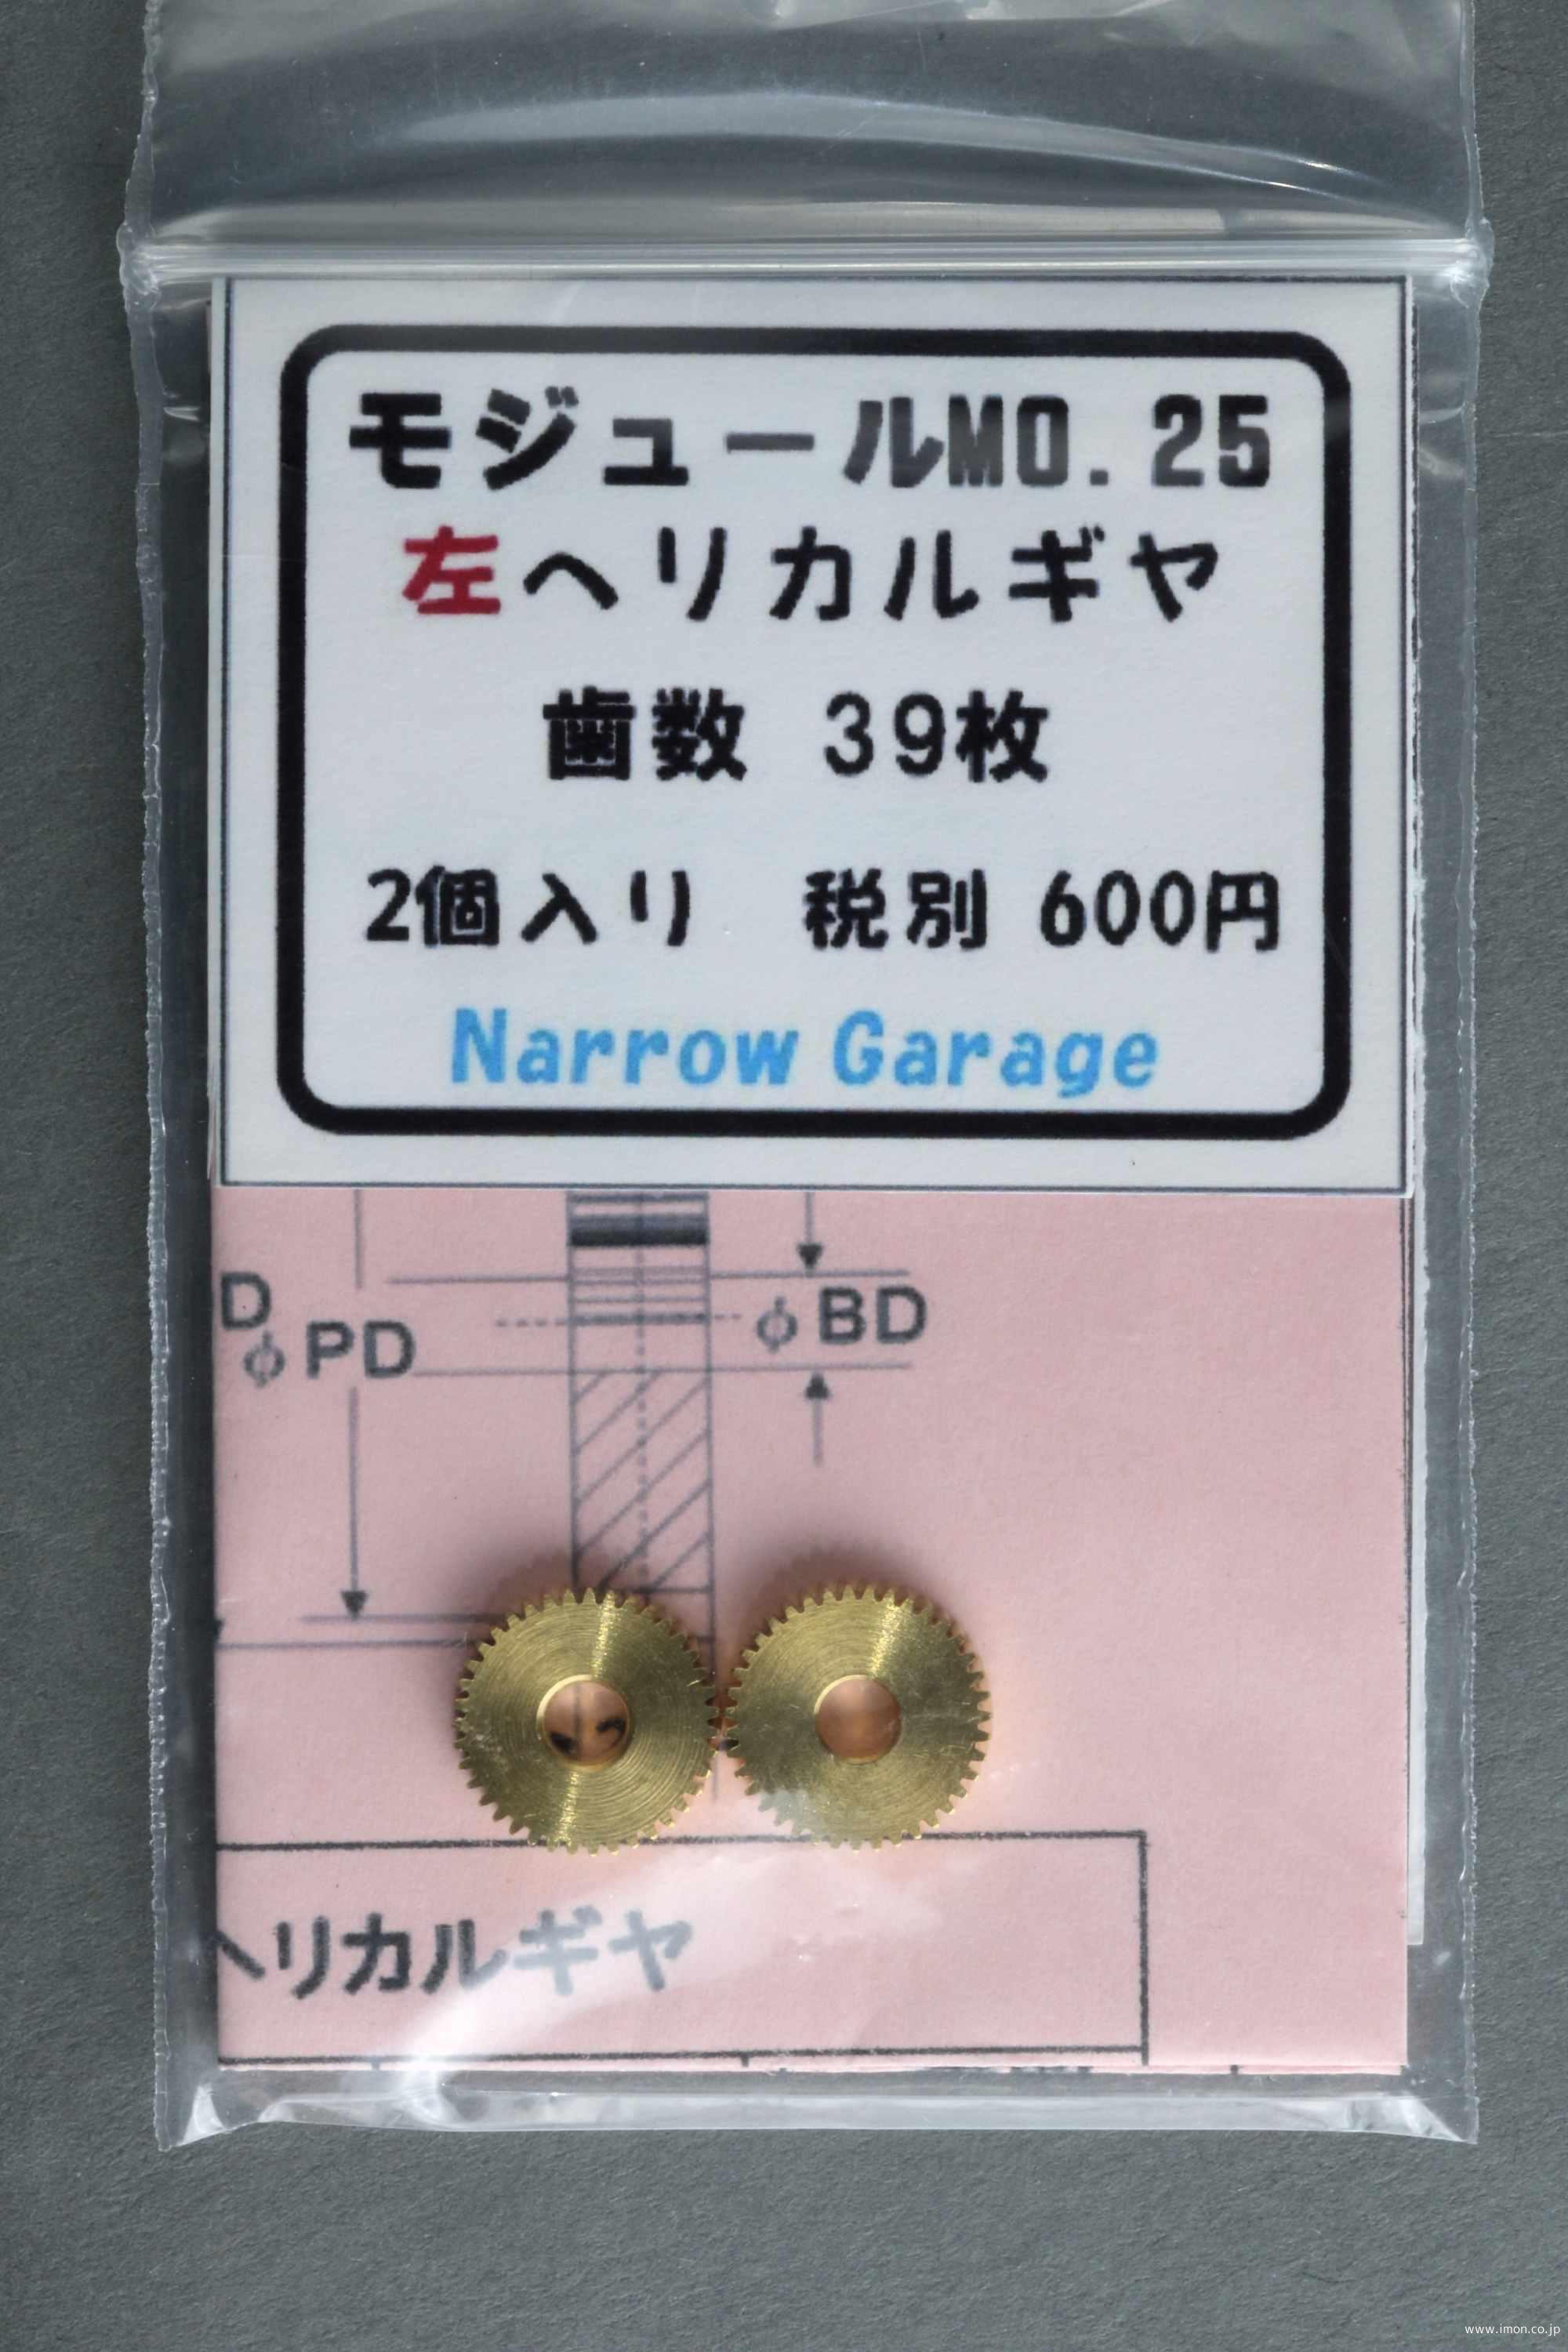 モジュールM0.25
左ヘリカルギヤ
歯数 39枚
2個入り 税別 600円
Narrow Garage
D
φPD
φBD
ヘリカルギヤ
www.imon.co.jp